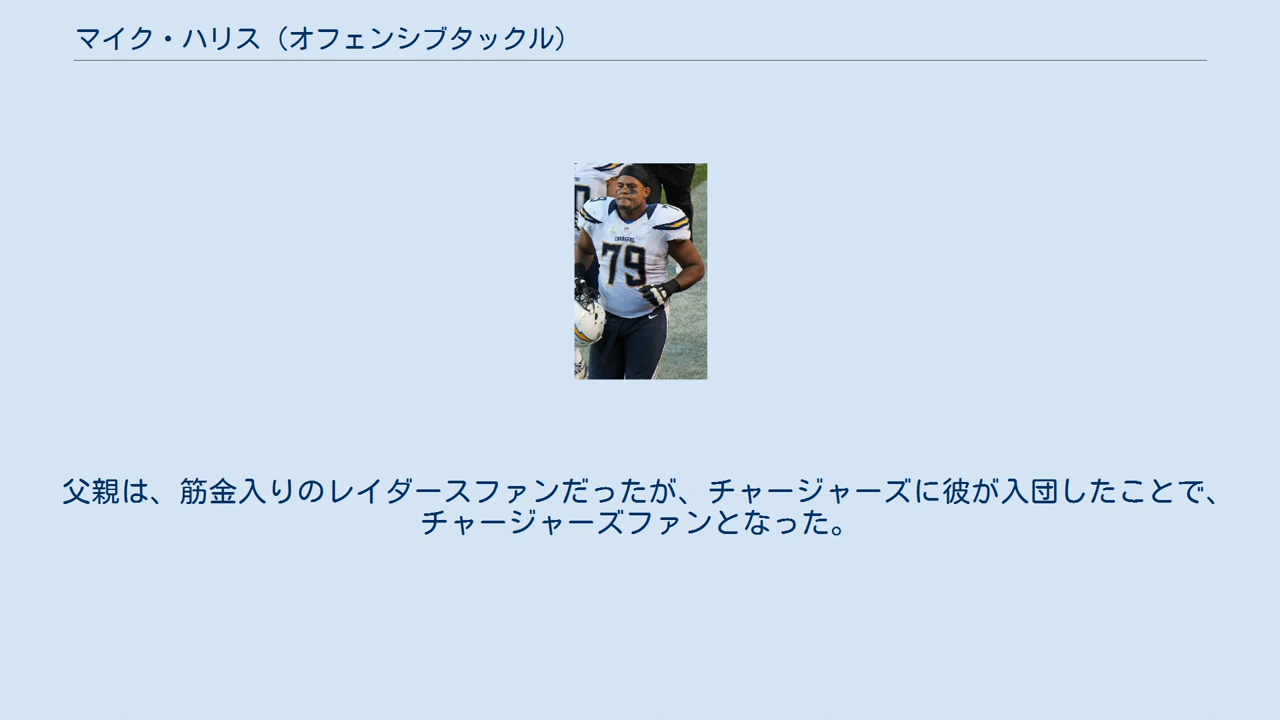 マイク・ハリス（オフェンシブタックル）
CHARGERS
79
父親は、筋金入りのレイダースファンだったが、チャージャーズに彼が入団したことで、
チャージャーズファンとなった。